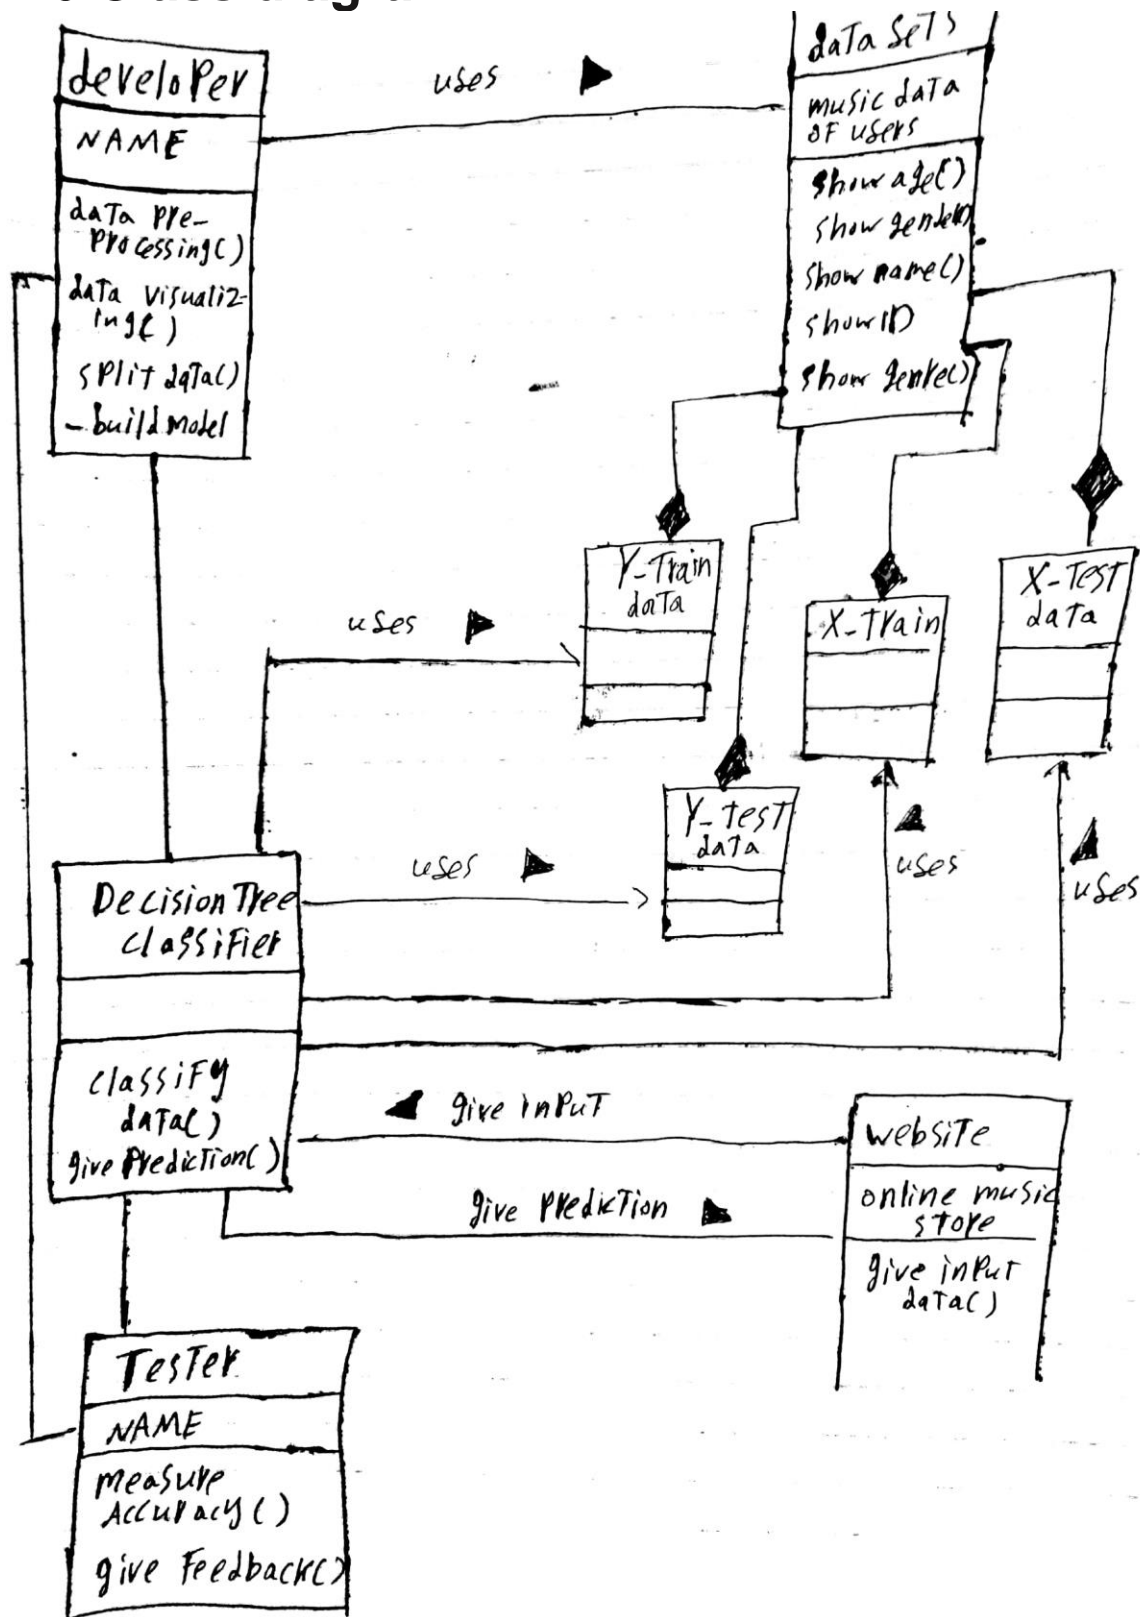 developer
NAME
data pre-
processing()
data visualiz-
ing()
split data()
- build model
uses
data sets
music data
of users
show age()
show gender()
show name()
show ID
show genre()
Y-Train
data
X-Train
X-Test
data
uses
Y-test
data
uses
uses
uses
Decision Tree
classifier
classify
data()
give prediction()
give input
give prediction
website
online music
store
give input
data()
Tester
NAME
measure
Accuracy()
give Feedback()